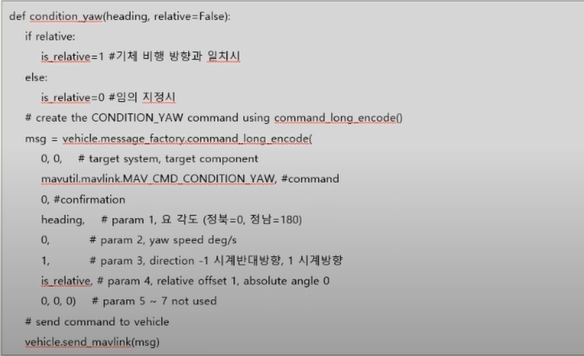 def condition_yaw(heading, relative=False):
if relative:
is_relative=1 #기체 비행 방향과 일치시
else:
is_relative=0 #임의 지정시
# create the CONDITION_YAW command using command_long_encode()
msg = vehicle.message_factory.command_long_encode(
0, 0, # target system, target component
mavutil.mavlink.MAV_CMD_CONDITION_YAW, #command
0, #confirmation
heading, # param 1, 요 각도 (정북=0, 정남=180)
0, # param 2, yaw speed deg/s
1, # param 3, direction -1 시계반대방향, 1 시계방향
is_relative, # param 4, relative offset 1, absolute angle 0
0, 0, 0) # param 5 ~ 7 not used
# send command to vehicle
vehicle.send_mavlink(msg)